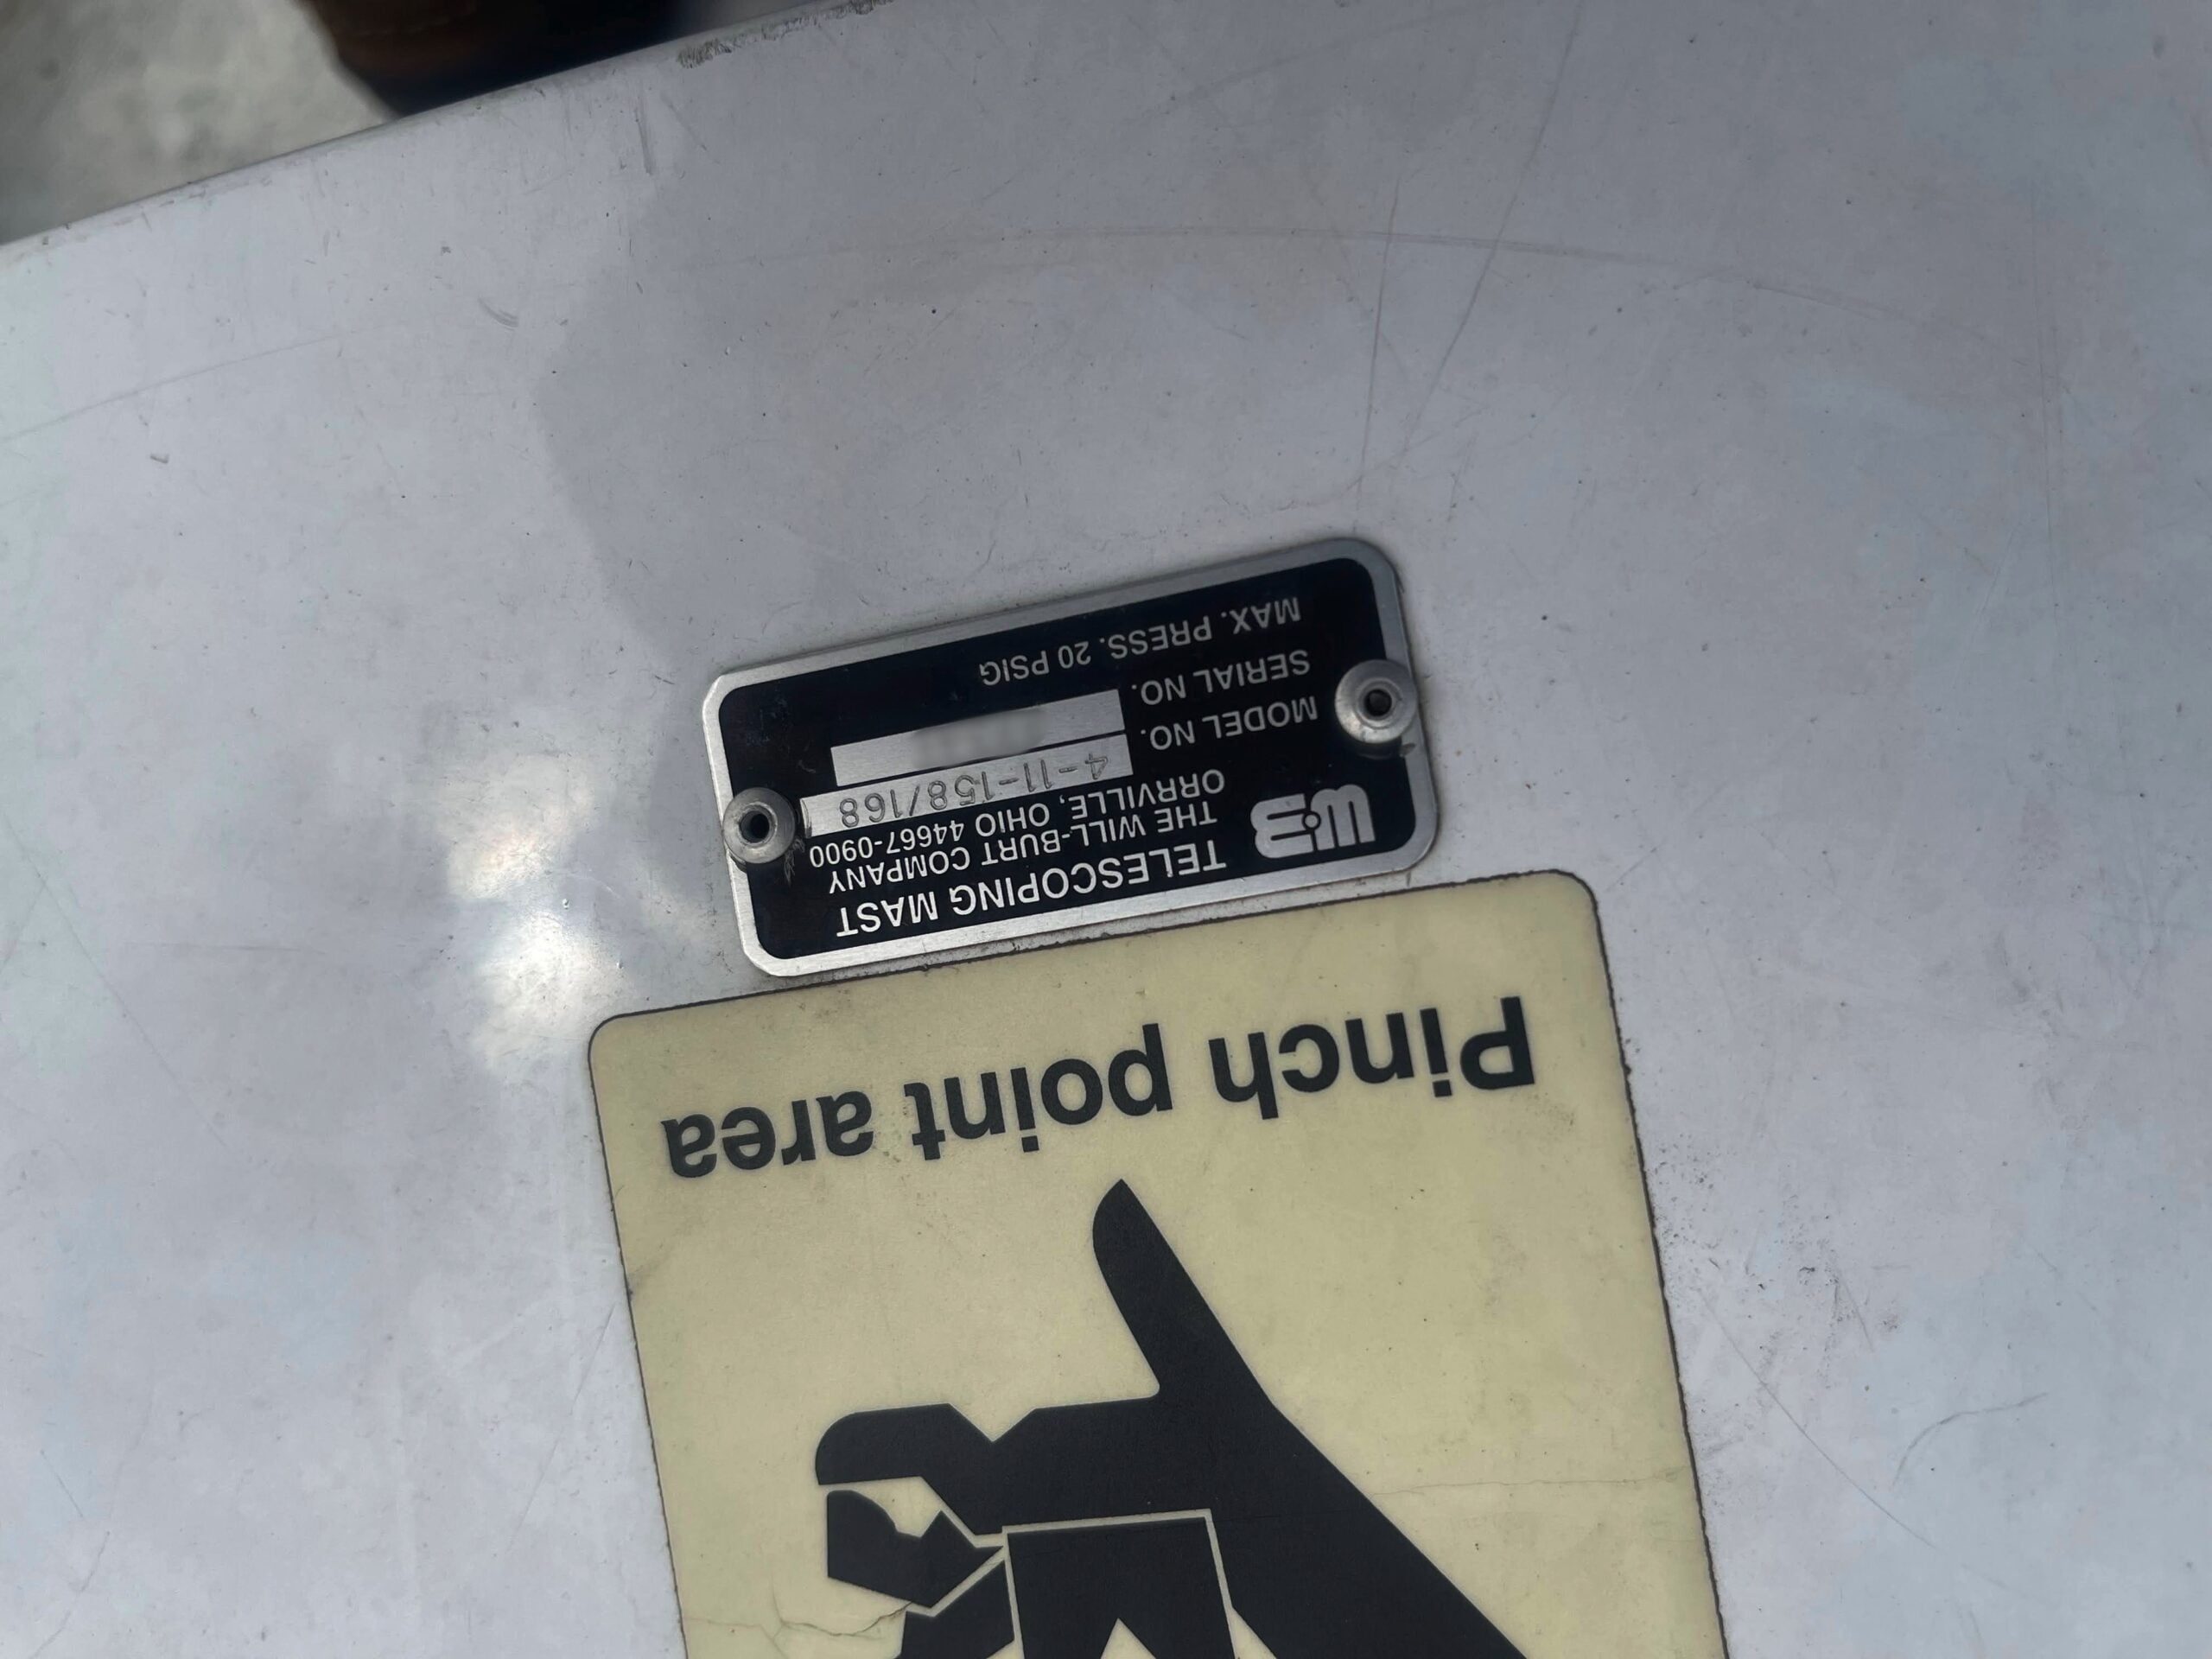 TELESCOPING MAST
THE WILL-BURT COMPANY
ORRVILLE, OHIO 44667-0900
MODEL NO. 4-11-158/168
SERIAL NO.
MAX. PRESS. 20 PSIG
Pinch point area